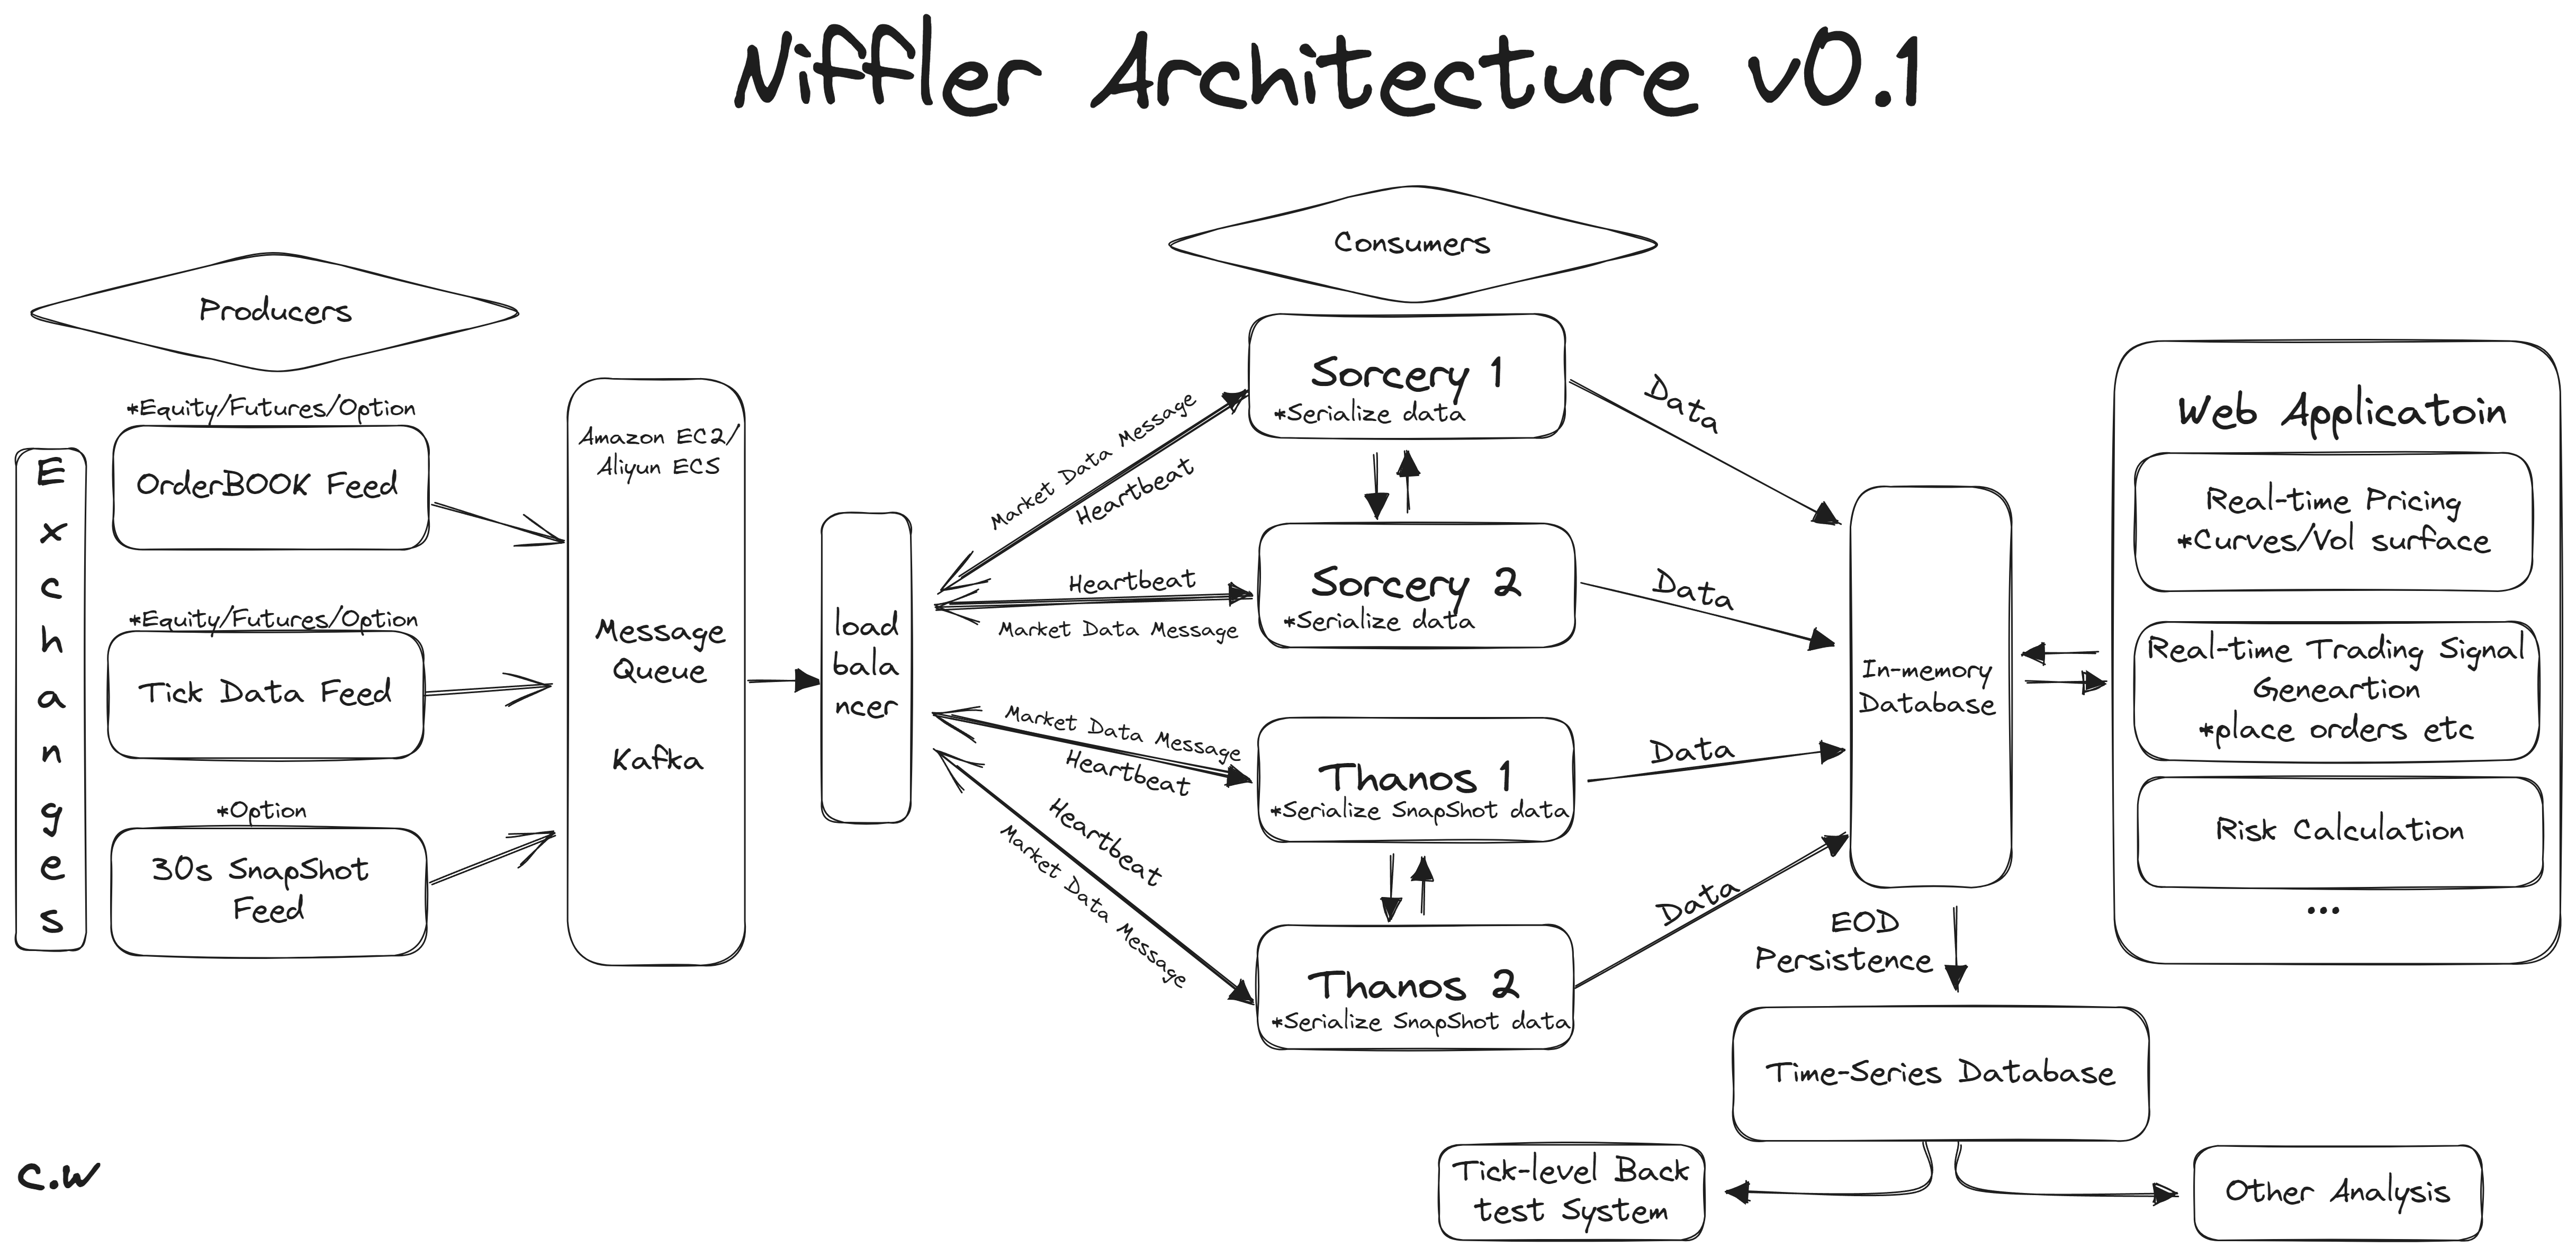 Niffler Architecture v0.1
Producers
Exchanges
*Equity/Futures/Option
OrderBOOK Feed
*Equity/Futures/Option
Tick Data Feed
*Option
30s SnapShot
Feed
Amazon EC2/
Aliyun ECS
Message
Queue
Kafka
load
bala
ncer
Market Data Message
Heartbeat
Heartbeat
Market Data Message
Market Data Message
Heartbeat
Heartbeat
Market Data Message
Consumers
Sorcery 1
*Serialize data
Sorcery 2
*Serialize data
Thanos 1
*Serialize SnapShot data
Thanos 2
*Serialize SnapShot data
Data
Data
Data
Data
In-memory
Database
Web Applicatoin
Real-time Pricing
*Curves/Vol surface
Real-time Trading Signal
Geneartion
*place orders etc
Risk Calculation
...
EOD
Persistence
Time-Series Database
Tick-level Back
test System
Other Analysis
C.W